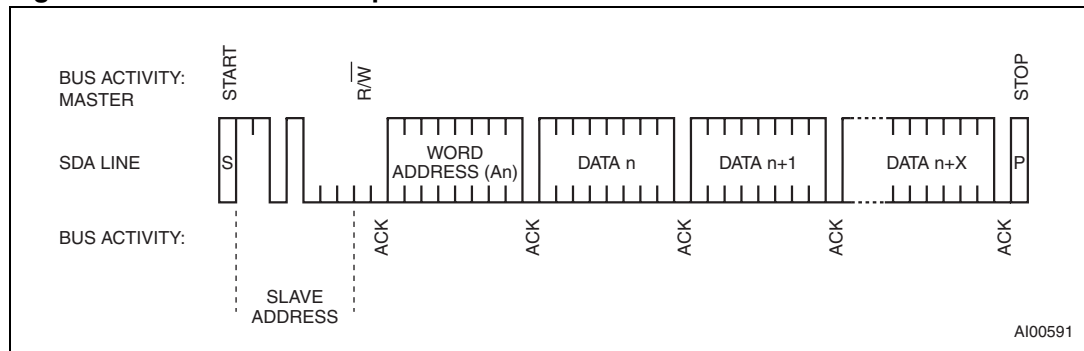 BUS ACTIVITY:
MASTER
START
R/W
STOP
SDA LINE
S
WORD
ADDRESS (An)
DATA n
DATA n+1
DATA n+X
P
BUS ACTIVITY:
ACK
ACK
ACK
ACK
ACK
SLAVE
ADDRESS
AI00591